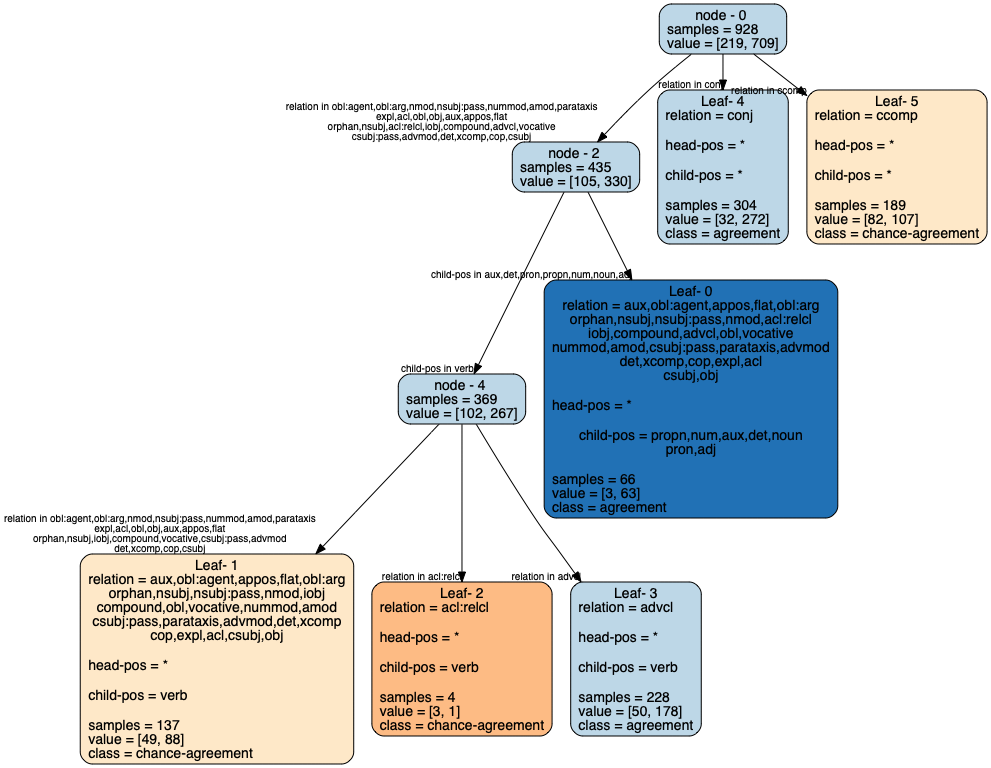 node - 0
samples = 928
value = [219, 709]
relation in conj
relation in ccomp
relation in obl:agent,obl:arg,nmod,nsubj:pass,nummod,amod,parataxis
expl,acl,obl,obj,aux,appos,flat
orphan,nsubj,acl:relcl,iobj,compound,advcl,vocative
csubj:pass,advmod,det,xcomp,cop,csubj
Leaf- 4
relation = conj
head-pos = *
child-pos = *
samples = 304
value = [32, 272]
class = agreement
Leaf- 5
relation = ccomp
head-pos = *
child-pos = *
samples = 189
value = [82, 107]
class = chance-agreement
node - 2
samples = 435
value = [105, 330]
child-pos in aux,det,pron,propn,num,noun,adj
child-pos in verb
Leaf- 0
relation = aux,obl:agent,appos,flat,obl:arg
orphan,nsubj,nsubj:pass,nmod,acl:relcl
iobj,compound,advcl,obl,vocative
nummod,amod,csubj:pass,parataxis,advmod
det,xcomp,cop,expl,acl
csubj,obj
head-pos = *
child-pos = propn,num,aux,det,noun
pron,adj
samples = 66
value = [3, 63]
class = agreement
node - 4
samples = 369
value = [102, 267]
relation in obl:agent,obl:arg,nmod,nsubj:pass,nummod,amod,parataxis
expl,acl,obl,obj,aux,appos,flat
orphan,nsubj,iobj,compound,vocative,csubj:pass,advmod
det,xcomp,cop,csubj
relation in acl:relcl
relation in advcl
Leaf- 1
relation = aux,obl:agent,appos,flat,obl:arg
orphan,nsubj,nsubj:pass,nmod,iobj
compound,obl,vocative,nummod,amod
csubj:pass,parataxis,advmod,det,xcomp
cop,expl,acl,csubj,obj
head-pos = *
child-pos = verb
samples = 137
value = [49, 88]
class = chance-agreement
Leaf- 2
relation = acl:relcl
head-pos = *
child-pos = verb
samples = 4
value = [3, 1]
class = chance-agreement
Leaf- 3
relation = advcl
head-pos = *
child-pos = verb
samples = 228
value = [50, 178]
class = agreement